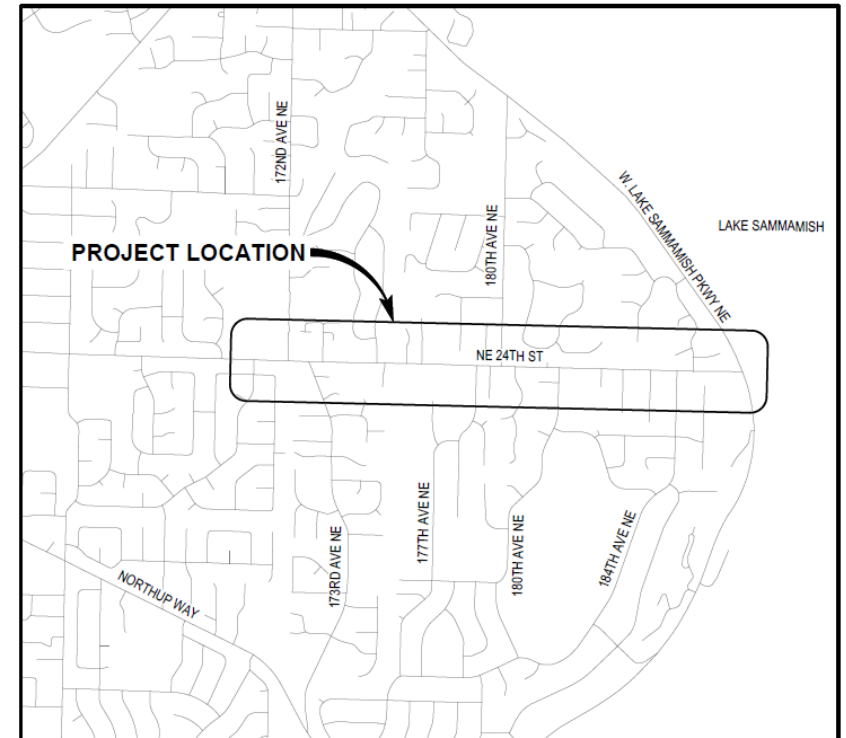 172ND AVE NE
W. LAKE SAMMAMISH PKWY NE
LAKE SAMMAMISH
180TH AVE NE
PROJECT LOCATION
NE 24TH ST
177TH AVE NE
180TH AVE NE
184TH AVE NE
173RD AVE NE
NORTHUP WAY